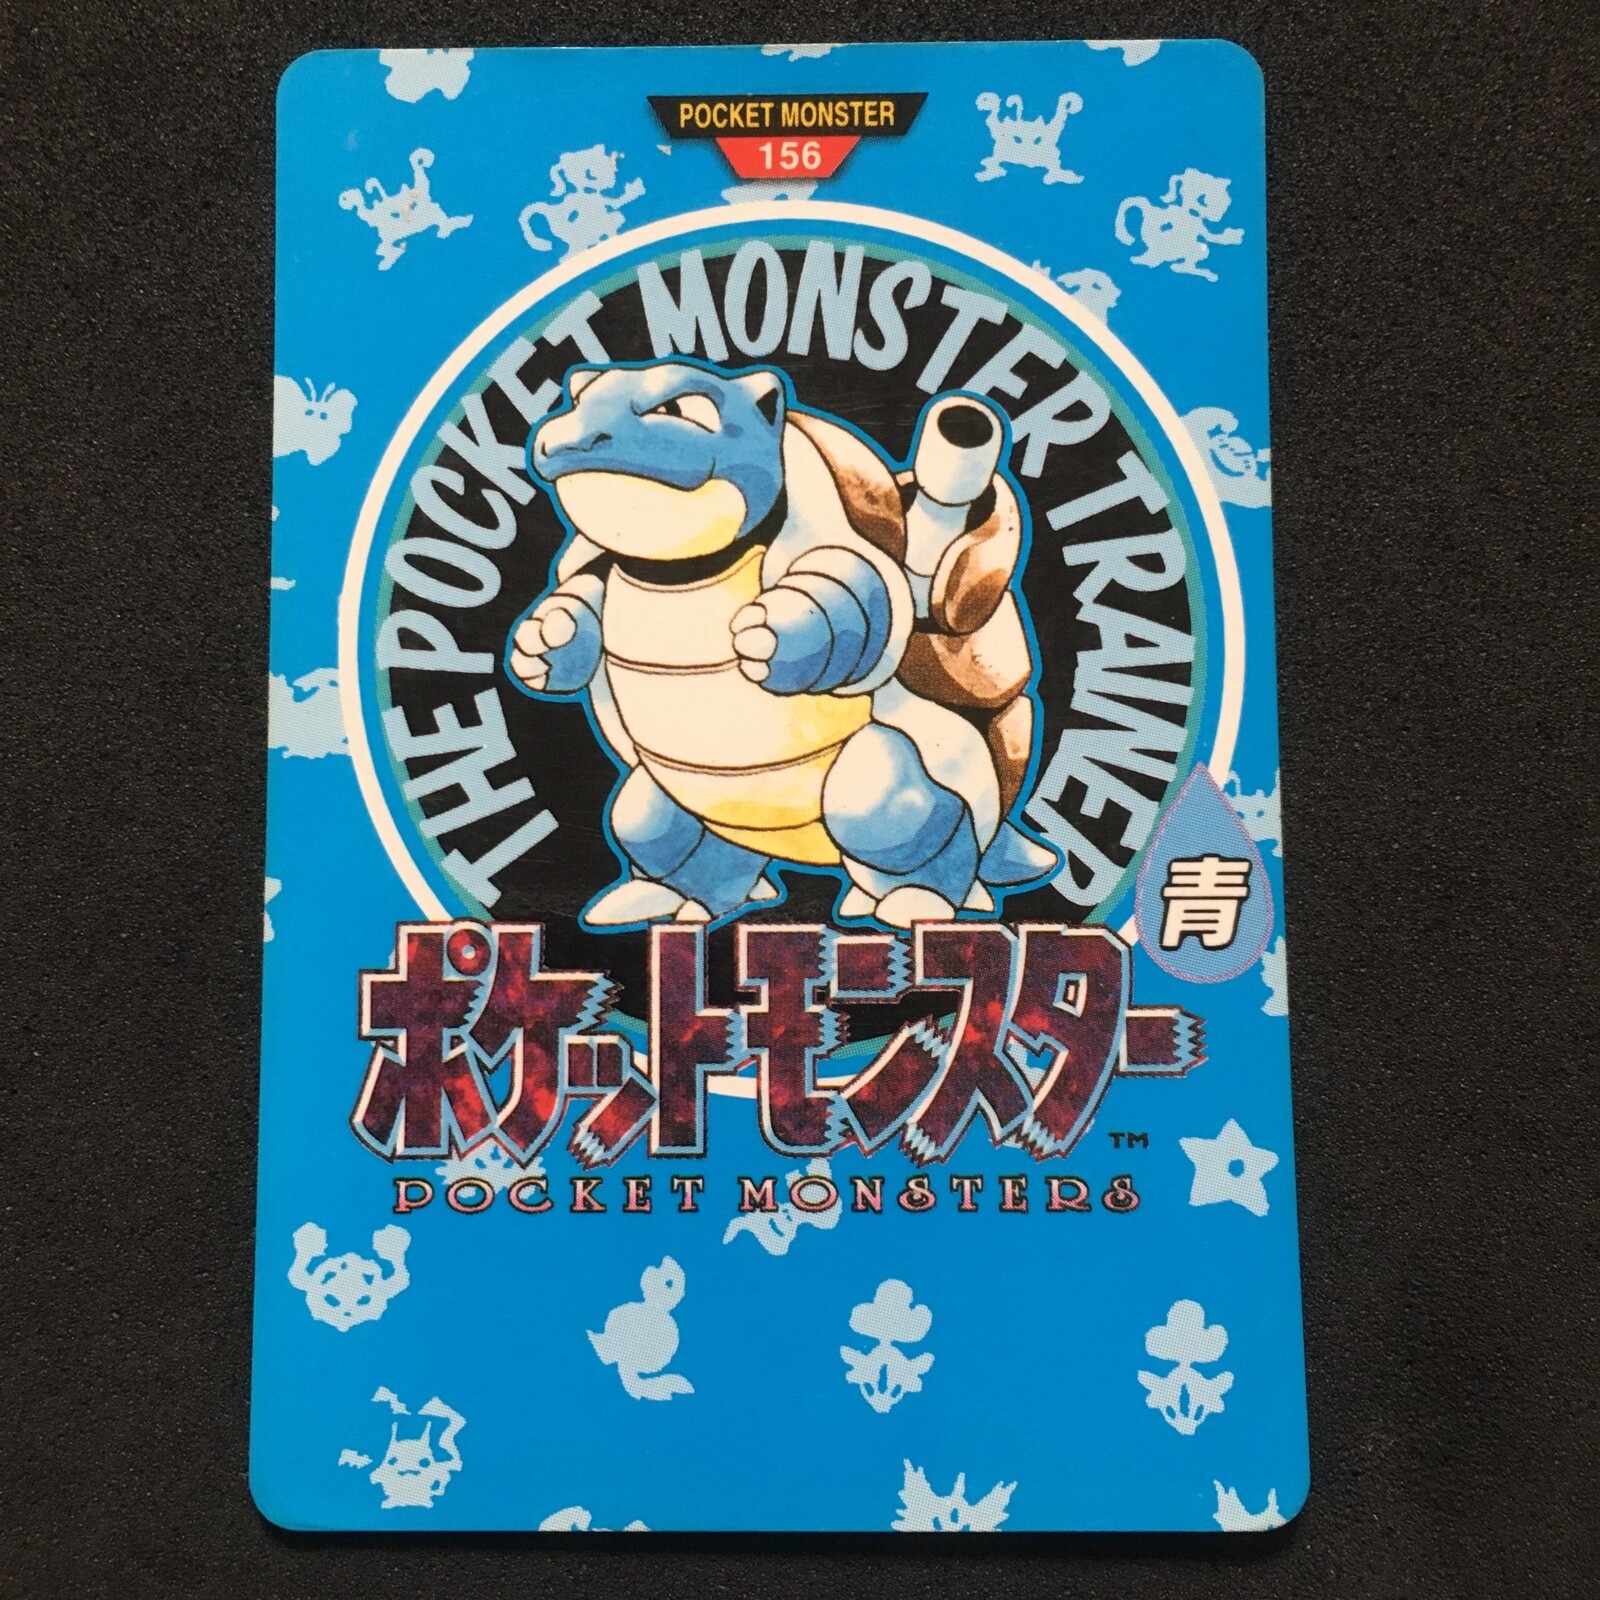 POCKET MONSTER
156
THE POCKET MONSTER TRAINER
青
ポケットモンスター
TM
POCKET MONSTERS